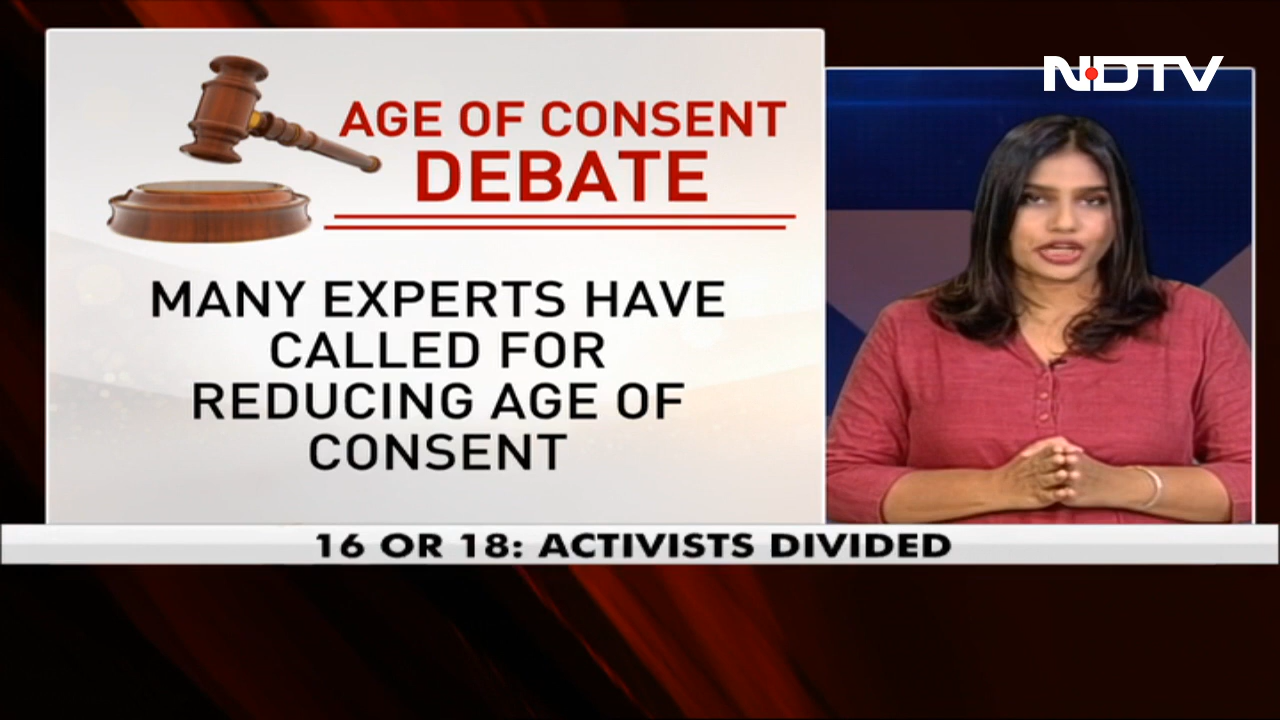 NDTV
AGE OF CONSENT
DEBATE
MANY EXPERTS HAVE
CALLED FOR
REDUCING AGE OF
CONSENT
16 OR 18: ACTIVISTS DIVIDED